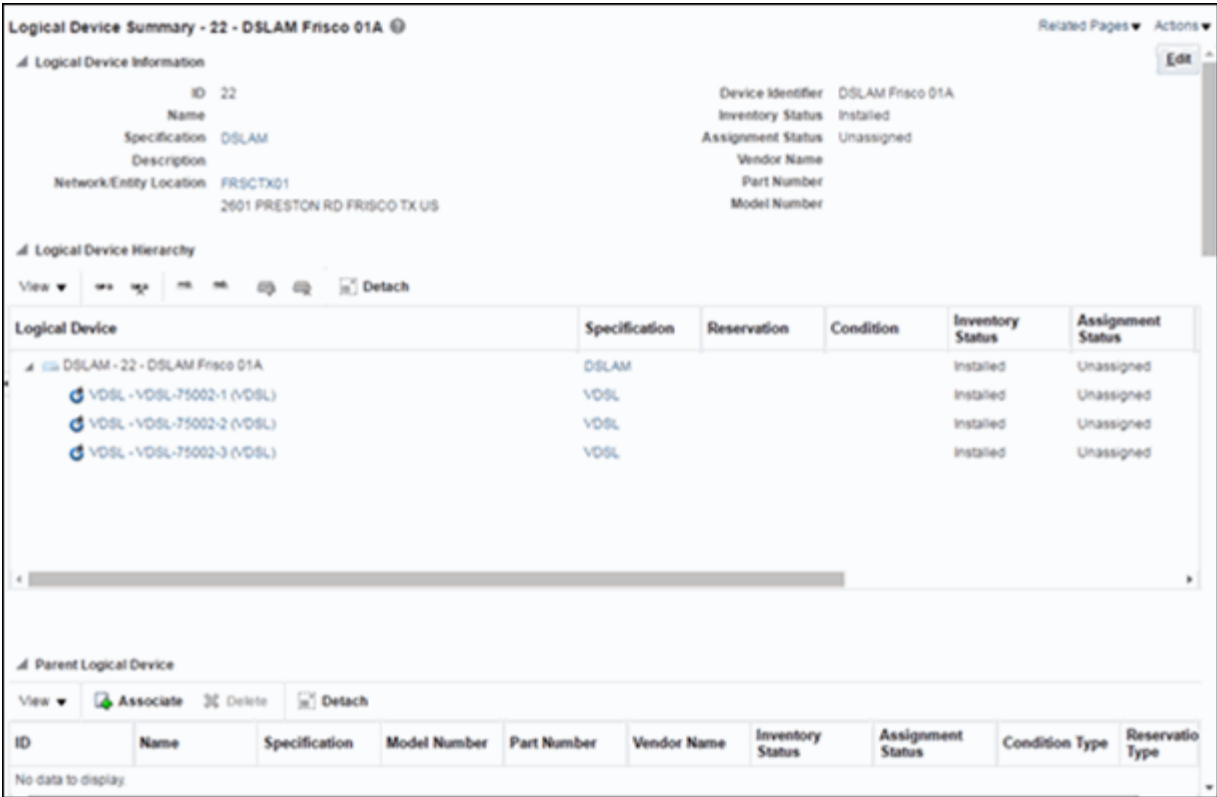 Logical Device Summary - 22 - DSLAM Frisco 01A
Related Pages Actions
Logical Device Information
Edit
ID 22
Device Identifier DSLAM Frisco 01A
Name
Inventory Status Installed
Specification DSLAM
Assignment Status Unassigned
Description
Vendor Name
Network/Entity Location FRSCTX01
Part Number
2601 PRESTON RD FRISCO TX US
Model Number
Logical Device Hierarchy
View Detach
Logical Device Specification Reservation Condition Inventory Status Assignment Status
DSLAM - 22 - DSLAM Frisco 01A DSLAM Installed Unassigned
VDSL - VDSL-75002-1 (VDSL) VDSL Installed Unassigned
VDSL - VDSL-75002-2 (VDSL) VDSL Installed Unassigned
VDSL - VDSL-75002-3 (VDSL) VDSL Installed Unassigned
Parent Logical Device
View Associate Delete Detach
ID Name Specification Model Number Part Number Vendor Name Inventory Status Assignment Status Condition Type Reservatio Type
No data to display.